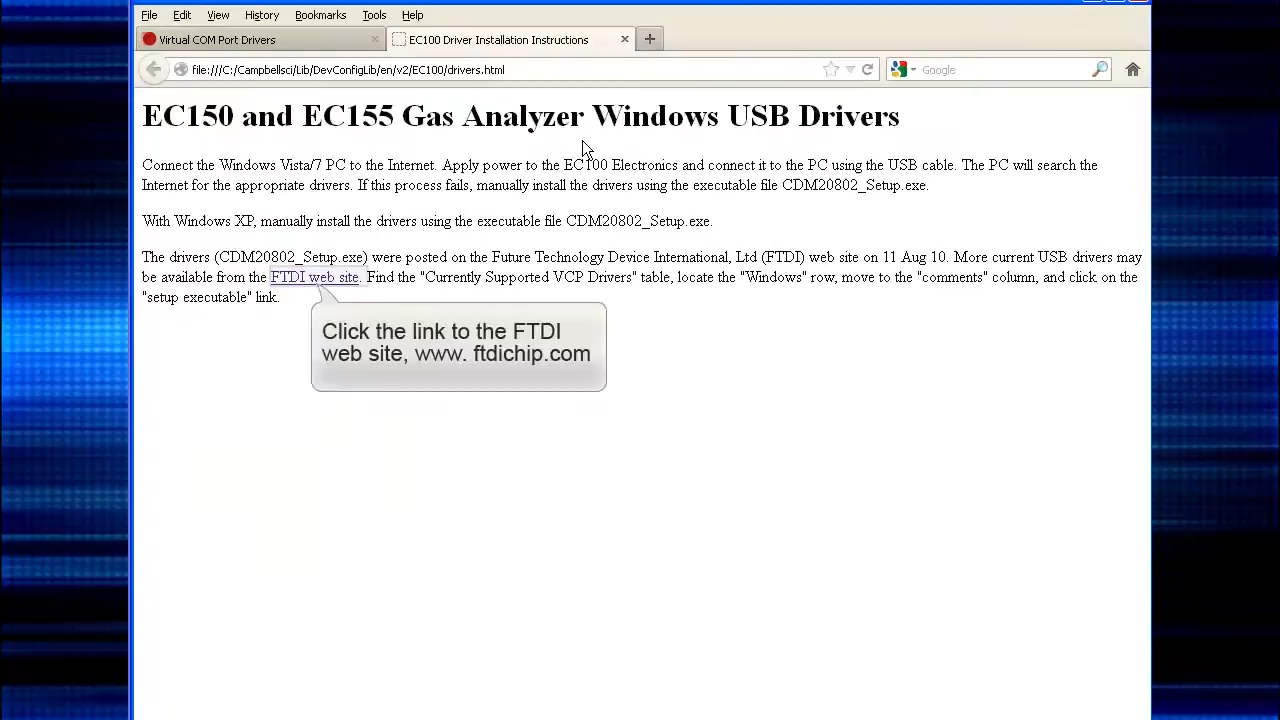 File Edit View History Bookmarks Tools Help
Virtual COM Port Drivers
EC100 Driver Installation Instructions
file:///C:/Campbellsci/Lib/DevConfigLib/en/v2/EC100drivers.html
Google
EC150 and EC155 Gas Analyzer Windows USB Drivers
Connect the Windows Vista/7 PC to the Internet. Apply power to the EC100 Electronics and connect it to the PC using the USB cable. The PC will search the
Internet for the appropriate drivers. If this process fails, manually install the drivers using the executable file CDM20802_Setup.exe.
With Windows XP, manually install the drivers using the executable file CDM20802_Setup.exe
The drivers (CDM20802_Setup.exe) were posted on the Future Technology Device International, Ltd (FTDI) web site on 11 Aug 10. More current USB drivers may
be available from the FTDI web site. Find the "Currently Supported VCP Drivers" table, locate the "Windows" row, move to the "comments" column, and click on the
"setup executable" link.
Click the link to the FTDI
web site, www. ftdichip.com